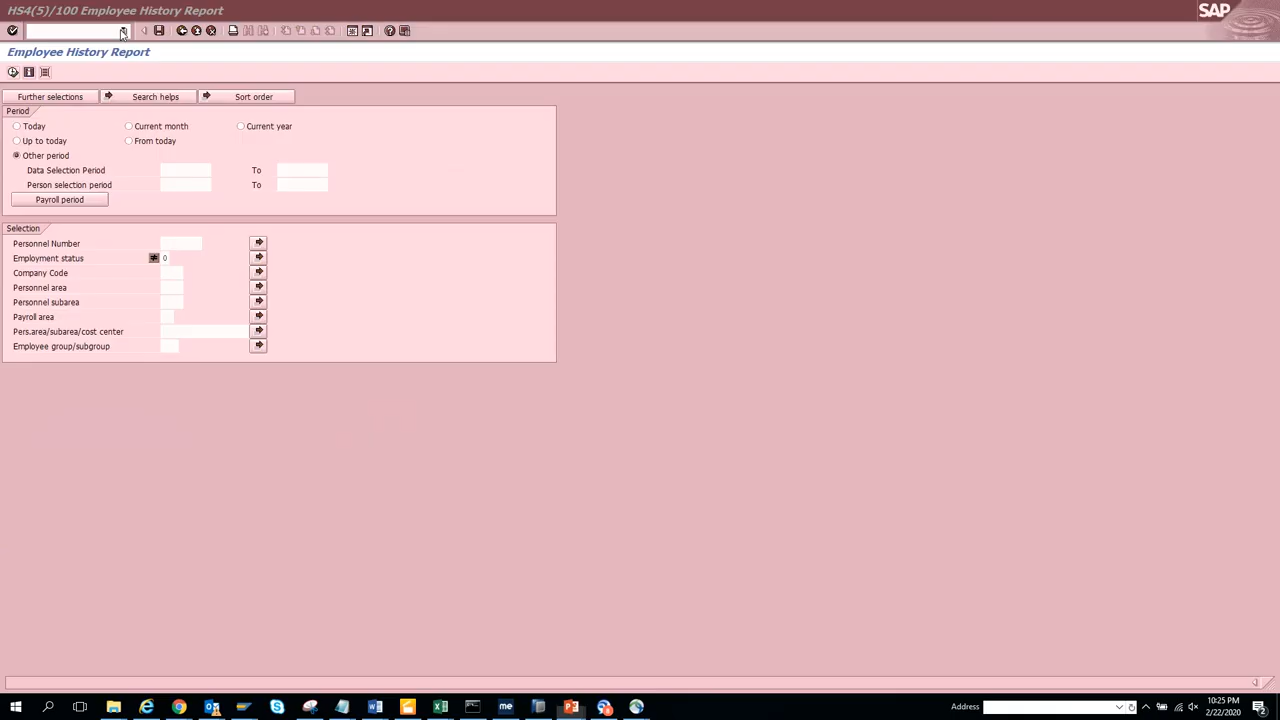 HS4(5)/100 Employee History Report
SAP
Employee History Report
Further selections
Search helps
Sort order
Period
Today
Current month
Current year
Up to today
From today
Other period
Data Selection Period
To
Person selection period
To
Payroll period
Selection
Personnel Number
Employment status
0
Company Code
Personnel area
Personnel subarea
Payroll area
Pers.area/subarea/cost center
Employee group/subgroup
Address
10:25 PM
2/22/2020